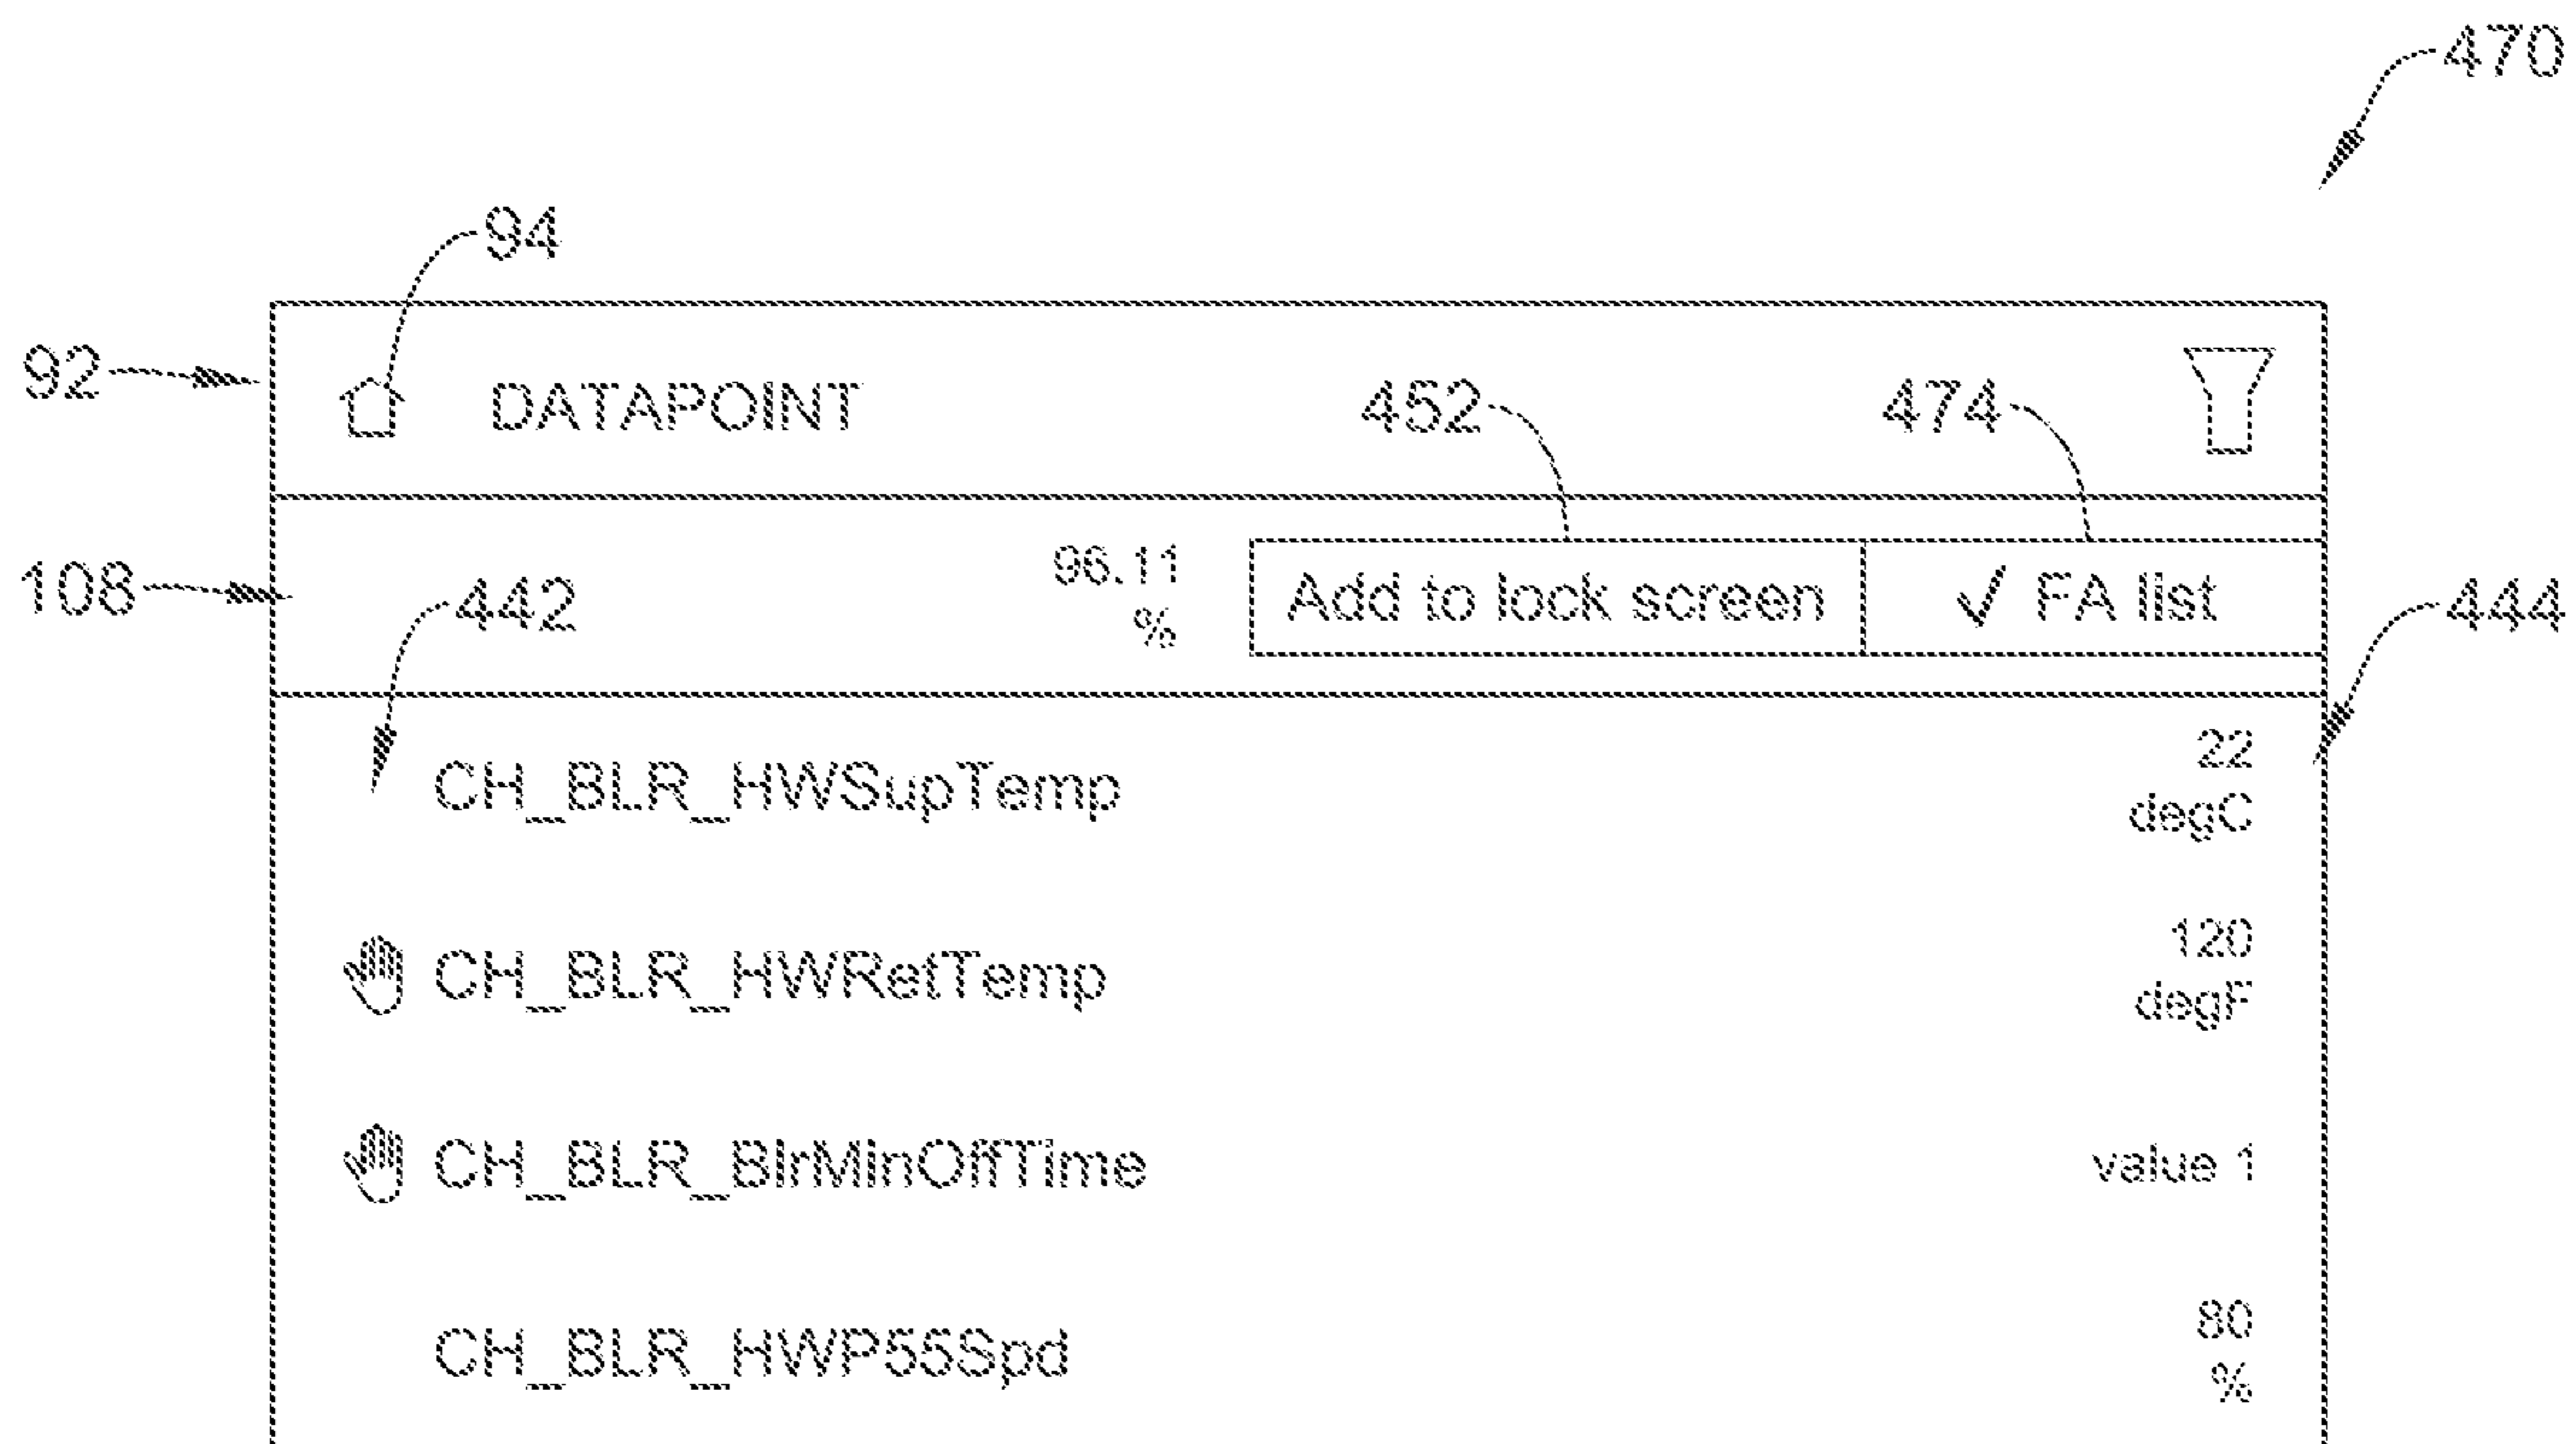 470
94
92
DATAPOINT
452
474
108
442
96.11
%
Add to lock screen
✓ FA list
444
CH_BLR_HWSupTemp
22
degC
CH_BLR_HWRetTemp
120
degF
CH_BLR_BlrMInOffTime
value 1
CH_BLR_HWP55Spd
80
%